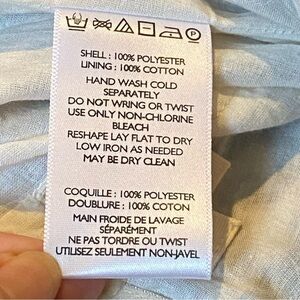 SHELL : 100% POLYESTER
LINING : 100% COTTON
HAND WASH COLD
SEPARATELY
DO NOT WRING OR TWIST
USE ONLY NON-CHLORINE
BLEACH
RESHAPE LAY FLAT TO DRY
LOW IRON AS NEEDED
MAY BE DRY CLEAN
COQUILLE : 100% POLYESTER
DOUBLURE : 100% COTON
MAIN FROIDE DE LAVAGE
SÉPARÉMENT
NE PAS TORDRE OU TWIST
UTILISEZ SEULEMENT NON-JAVEL